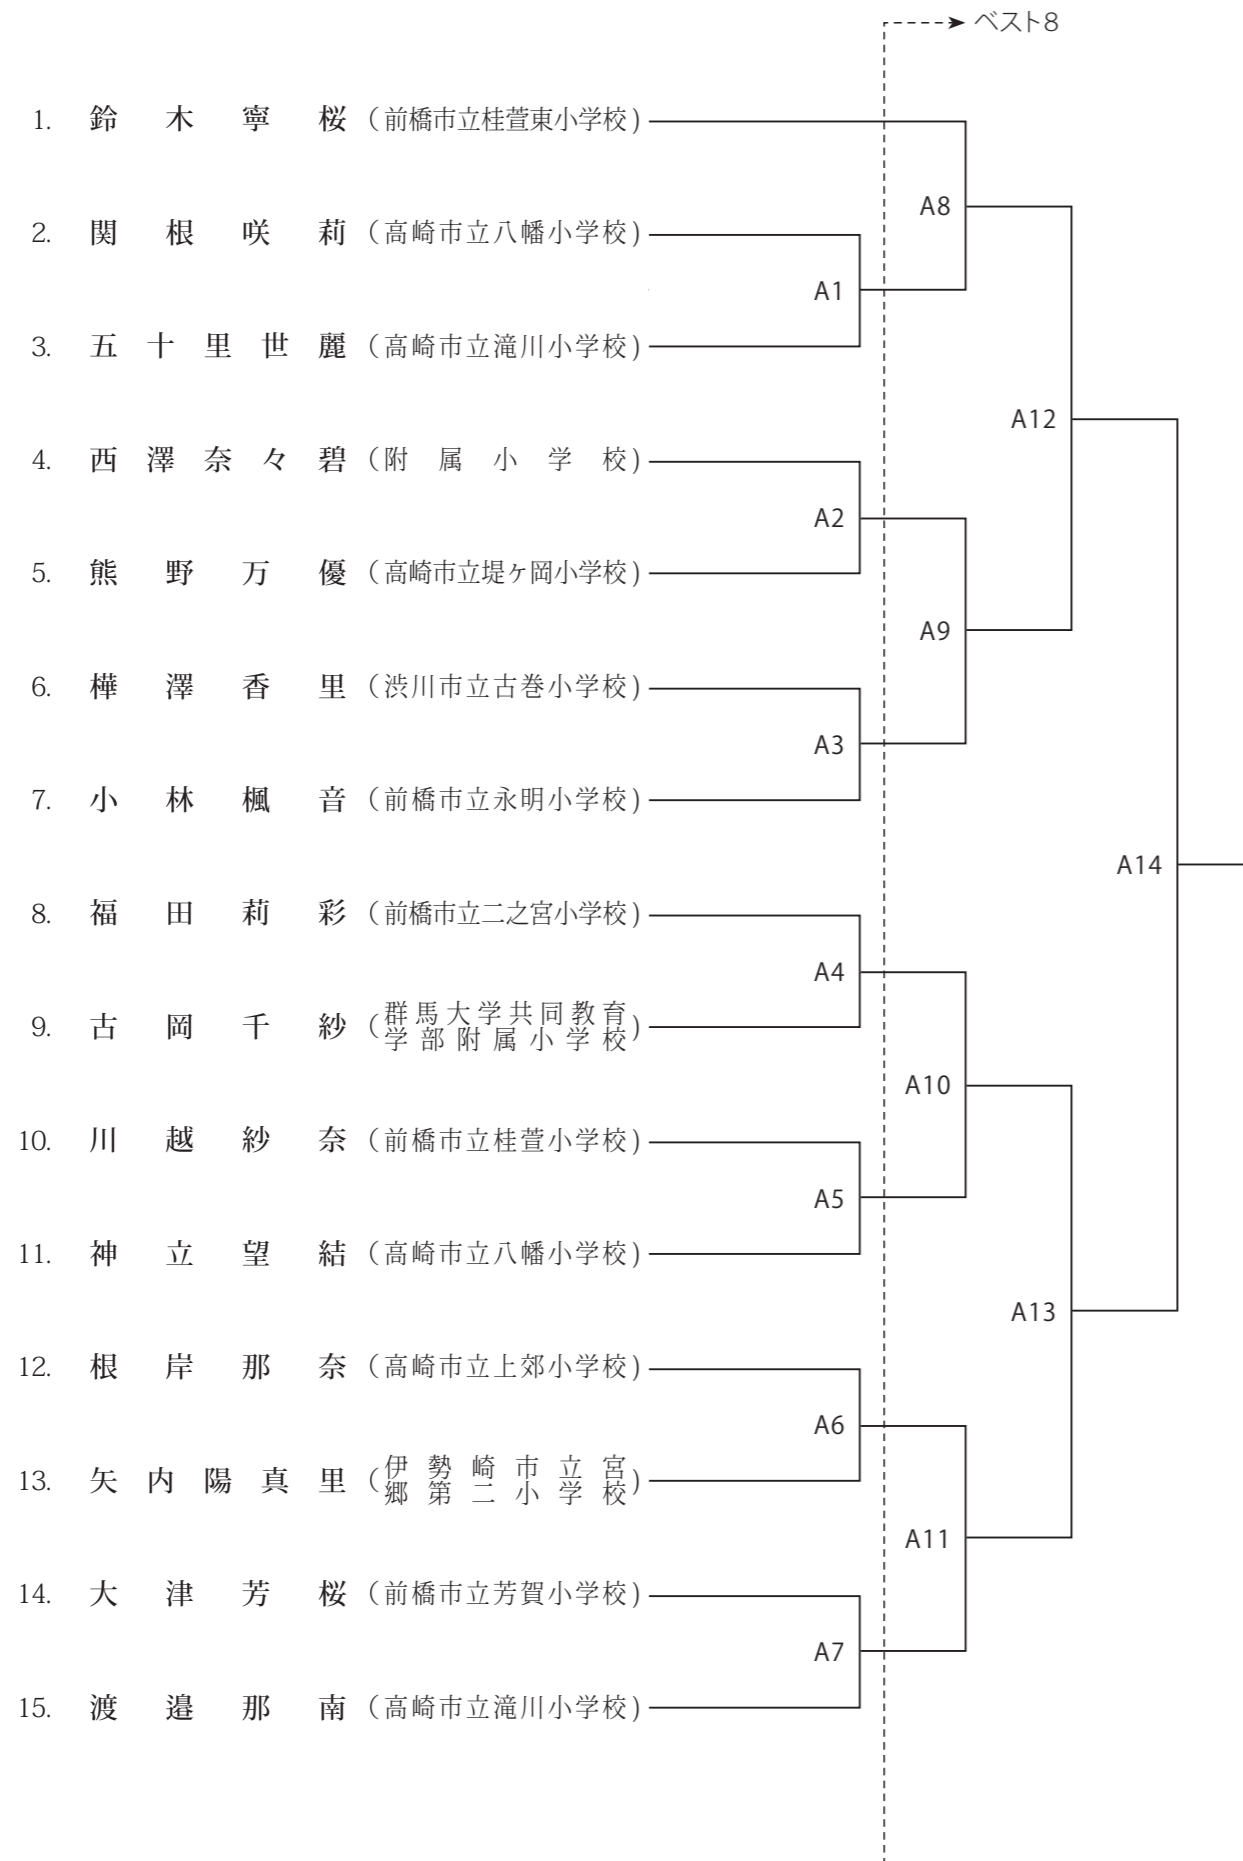 ベスト8
1. 鈴木寧桜 (前橋市立桂萱東小学校)
A8
2. 関根咲莉 (高崎市立八幡小学校)
A1
3. 五十里世麗 (高崎市立滝川小学校)
A12
4. 西澤奈々碧 (附属小学校)
A2
5. 熊野万優 (高崎市立堤ヶ岡小学校)
A9
6. 樺澤香里 (渋川市立古巻小学校)
A3
7. 小林楓音 (前橋市立永明小学校)
A14
8. 福田莉彩 (前橋市立二之宮小学校)
A4
9. 古岡千紗 (群馬大学共同教育
学部附属小学校)
A10
10. 川越紗奈 (前橋市立桂萱小学校)
A5
11. 神立望結 (高崎市立八幡小学校)
A13
12. 根岸那奈 (高崎市立上郊小学校)
A6
13. 矢内陽真里 (伊勢崎市立宮
郷第二小学校)
A11
14. 大津芳桜 (前橋市立芳賀小学校)
A7
15. 渡邉那南 (高崎市立滝川小学校)